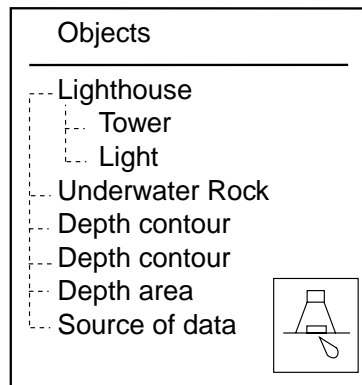 Objects
Lighthouse
Tower
Light
Underwater Rock
Depth contour
Depth contour
Depth area
Source of data